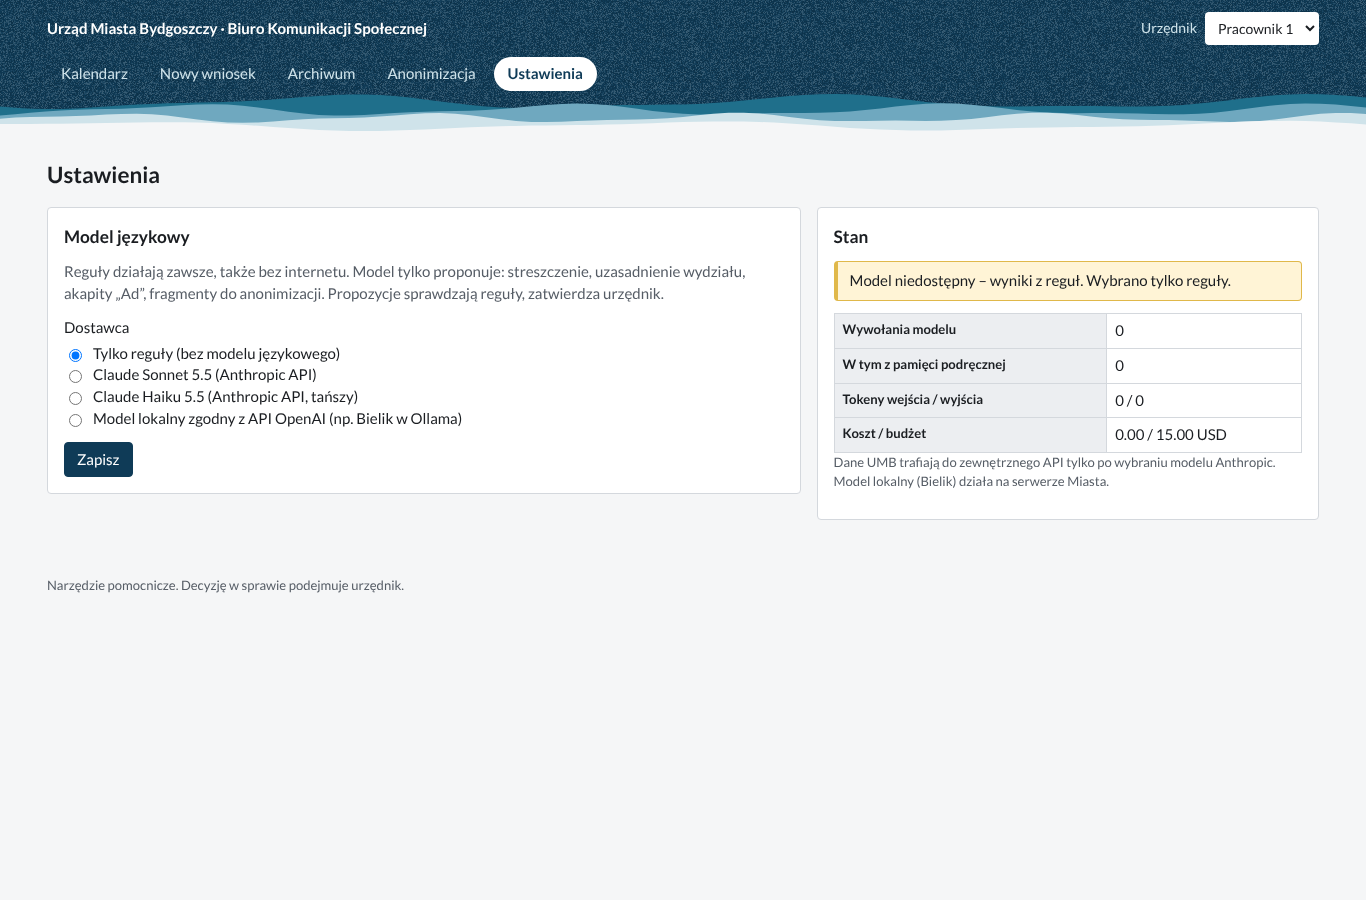 Urząd Miasta Bydgoszczy · Biuro Komunikacji Społecznej
Urzędnik
Pracownik 1
Kalendarz
Nowy wniosek
Archiwum
Anonimizacja
Ustawienia
Ustawienia
Model językowy
Reguły działają zawsze, także bez internetu. Model tylko proponuje: streszczenie, uzasadnienie wydziału,
akapity „Ad”, fragmenty do anonimizacji. Propozycje sprawdzają reguły, zatwierdza urzędnik.
Dostawca
Tylko reguły (bez modelu językowego)
Claude Sonnet 5.5 (Anthropic API)
Claude Haiku 5.5 (Anthropic API, tańszy)
Model lokalny zgodny z API OpenAI (np. Bielik w Ollama)
Zapisz
Stan
Model niedostępny – wyniki z reguł. Wybrano tylko reguły.
Wywołania modelu 0
W tym z pamięci podręcznej 0
Tokeny wejścia / wyjścia 0 / 0
Koszt / budżet 0.00 / 15.00 USD
Dane UMB trafiają do zewnętrznego API tylko po wybraniu modelu Anthropic.
Model lokalny (Bielik) działa na serwerze Miasta.
Narzędzie pomocnicze. Decyzję w sprawie podejmuje urzędnik.